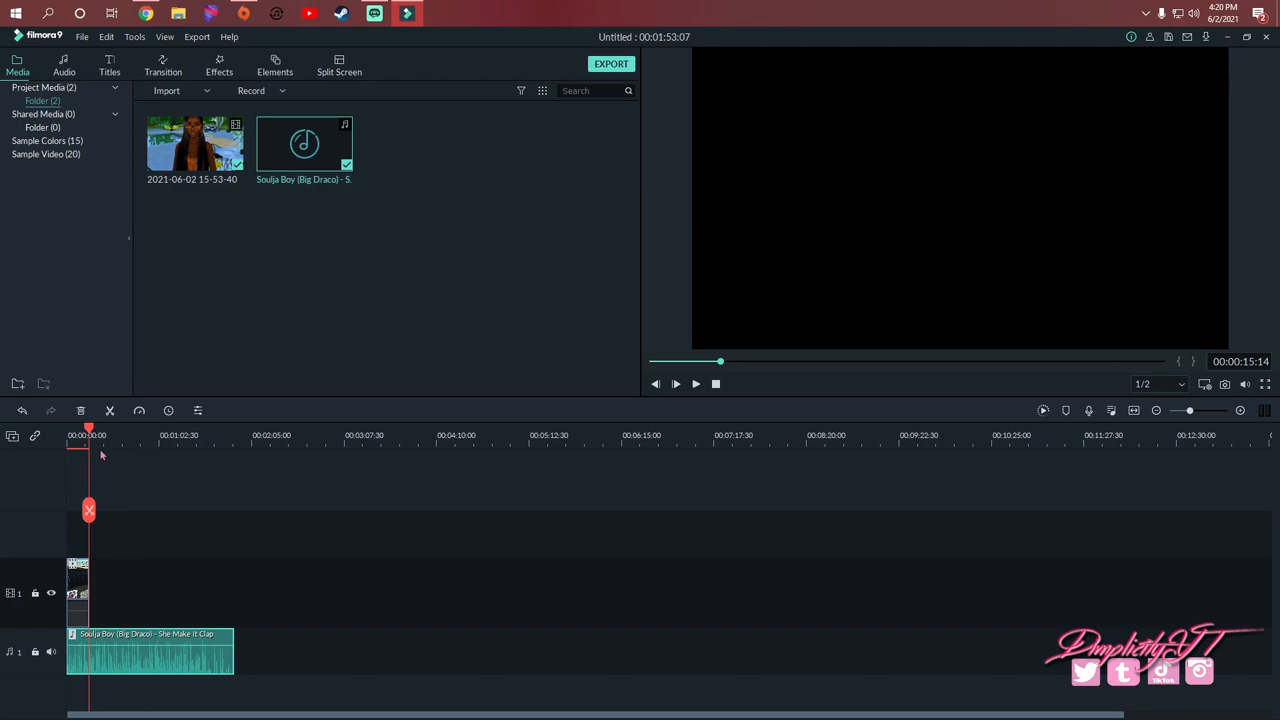 4:20 PM
6/2/2021
2
filmora9
File
Edit
Tools
View
Export
Help
Untitled : 00:01:53:07
Media
Audio
Titles
Transition
Effects
Elements
Split Screen
EXPORT
Project Media (2)
Folder (2)
Shared Media (0)
Folder (0)
Sample Colors (15)
Sample Video (20)
Import
Record
Search
2021-06-02 15-53-40
Soulja Boy (Big Draco) - S.
00:00:15:14
1/2
00:00:00:00
00:01:02:30
00:02:05:00
00:03:07:30
00:04:10:00
00:05:12:30
00:06:15:00
00:07:17:30
00:08:20:00
00:09:22:30
00:10:25:00
00:11:27:30
00:12:30:00
1
Soulja Boy (Big Draco) - She Make It Clap
1
DmplicityYT
TikTok